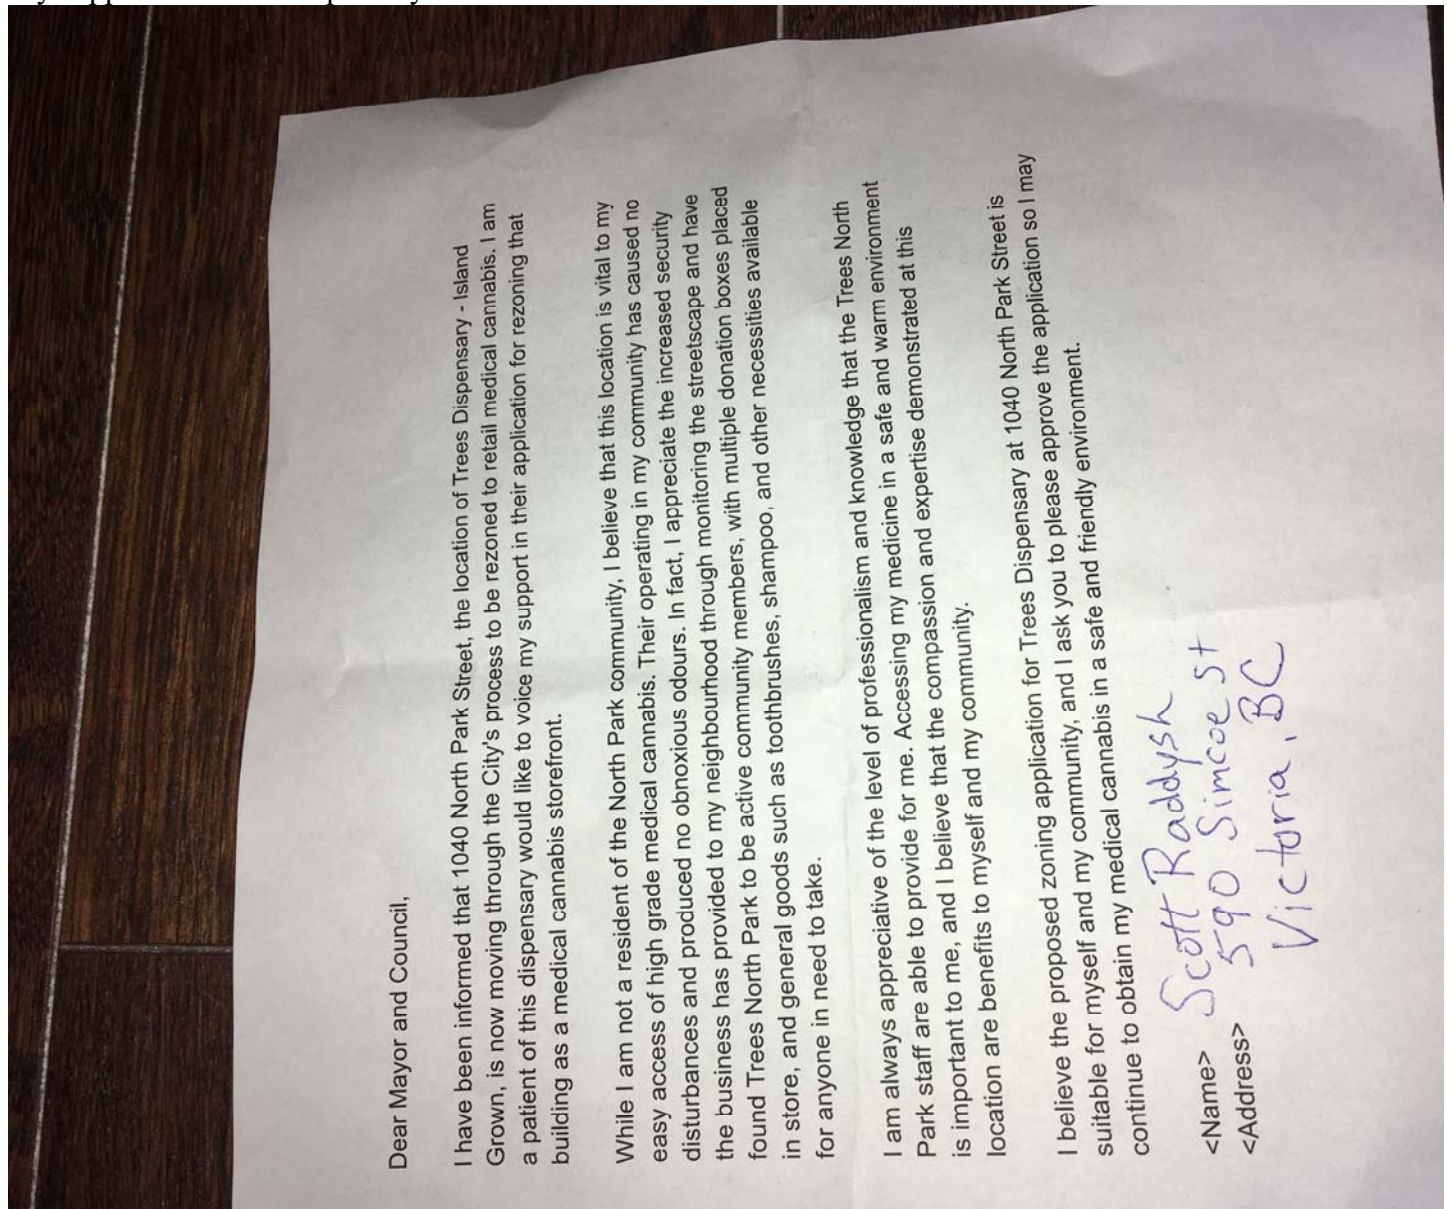 Dear Mayor and Council,
I have been informed that 1040 North Park Street, the location of Trees Dispensary - Island
Grown, is now moving through the City's process to be rezoned to retail medical cannabis. I am
a patient of this dispensary would like to voice my support in their application for rezoning that
building as a medical cannabis storefront.
While I am not a resident of the North Park community, I believe that this location is vital to my
easy access of high grade medical cannabis. Their operating in my community has caused no
disturbances and produced no obnoxious odours. In fact, I appreciate the increased security
the business has provided to my neighbourhood through monitoring the streetscape and have
found Trees North Park to be active community members, with multiple donation boxes placed
in store, and general goods such as toothbrushes, shampoo, and other necessities available
for anyone in need to take.
I am always appreciative of the level of professionalism and knowledge that the Trees North
Park staff are able to provide for me. Accessing my medicine in a safe and warm environment
is important to me, and I believe that the compassion and expertise demonstrated at this
location are benefits to myself and my community.
I believe the proposed zoning application for Trees Dispensary at 1040 North Park Street is
suitable for myself and my community, and I ask you to please approve the application so I may
continue to obtain my medical cannabis in a safe and friendly environment.
<Name> Scott Raddysh
<Address> 590 Simcoe St
Victoria, BC